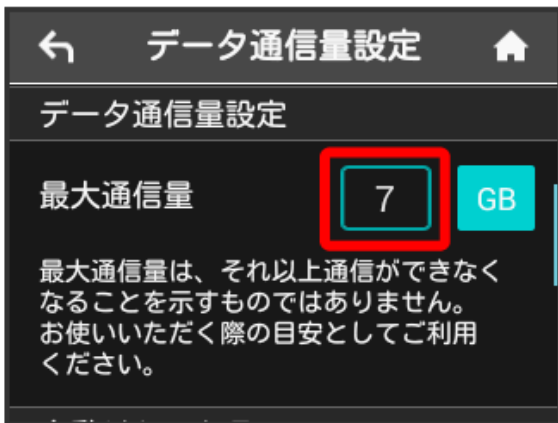 データ通信量設定
データ通信量設定
最大通信量 7 GB
最大通信量は、それ以上通信ができなく
なることを示すものではありません。
お使いいただく際の目安としてご利用
ください。